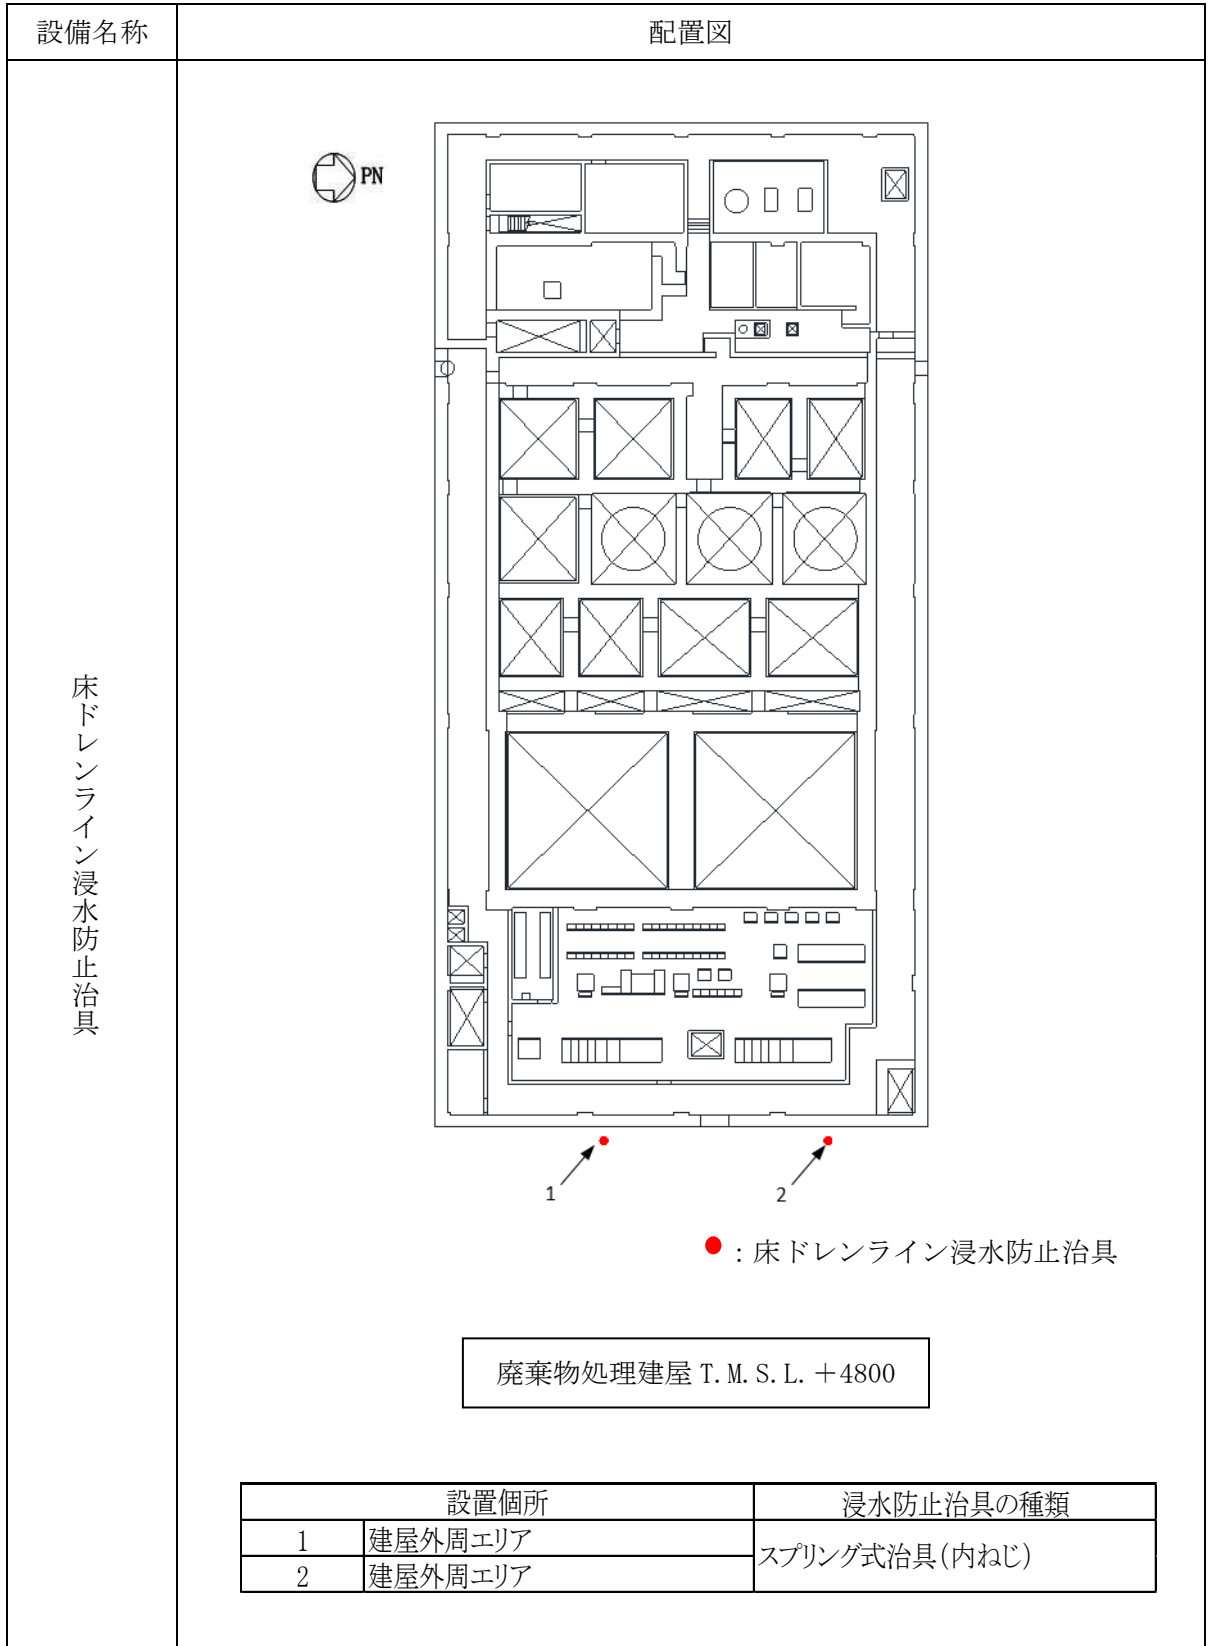 設備名称
配置図
PN
床ドレンライン浸水防止治具
1
2
：床ドレンライン浸水防止治具
廃棄物処理建屋 T.M.S.L.＋4800
設置個所 浸水防止治具の種類
1 建屋外周エリア スプリング式治具(内ねじ)
2 建屋外周エリア